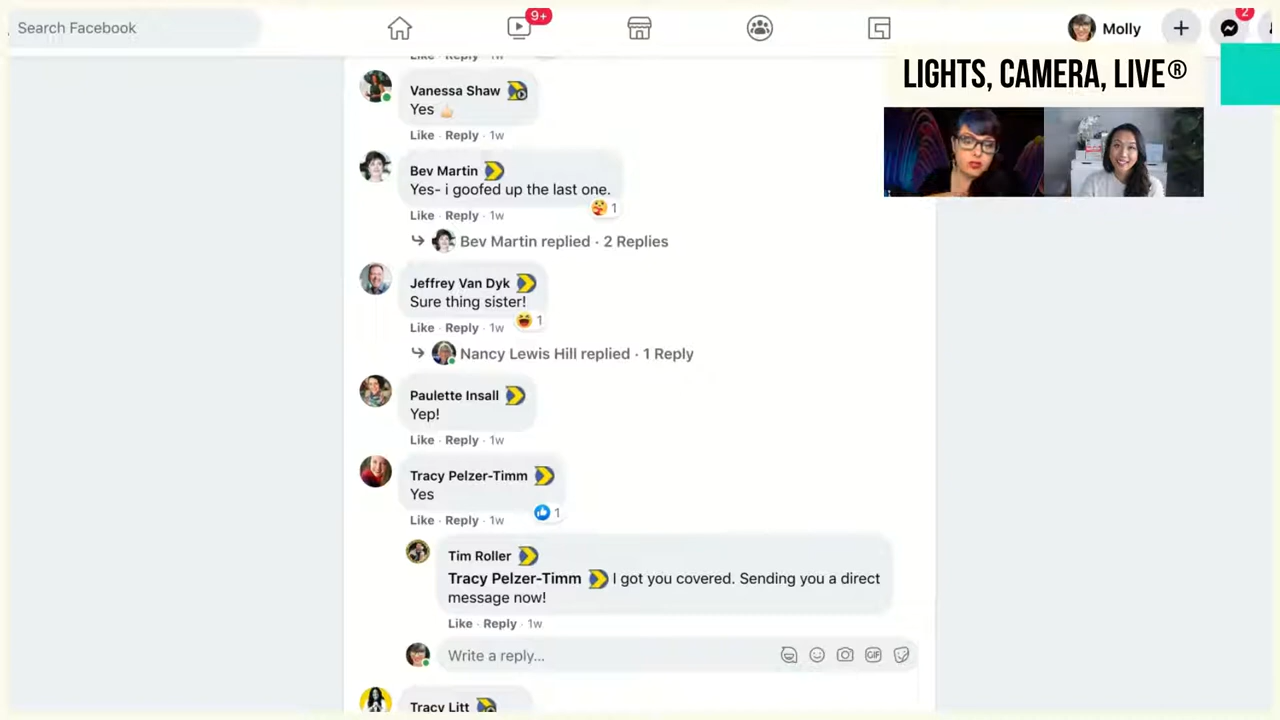 Search Facebook
9+
Molly
2
LIGHTS, CAMERA, LIVE®
Like · Reply · 1w
Vanessa Shaw
Yes 👍🏻
Like · Reply · 1w
Bev Martin
Yes- i goofed up the last one.
1
Like · Reply · 1w
Bev Martin replied · 2 Replies
Jeffrey Van Dyk
Sure thing sister!
1
Like · Reply · 1w
Nancy Lewis Hill replied · 1 Reply
Paulette Insall
Yep!
Like · Reply · 1w
Tracy Pelzer-Timm
Yes
1
Like · Reply · 1w
Tim Roller
Tracy Pelzer-Timm I got you covered. Sending you a direct
message now!
Like · Reply · 1w
Write a reply...
GIF
Tracy Litt